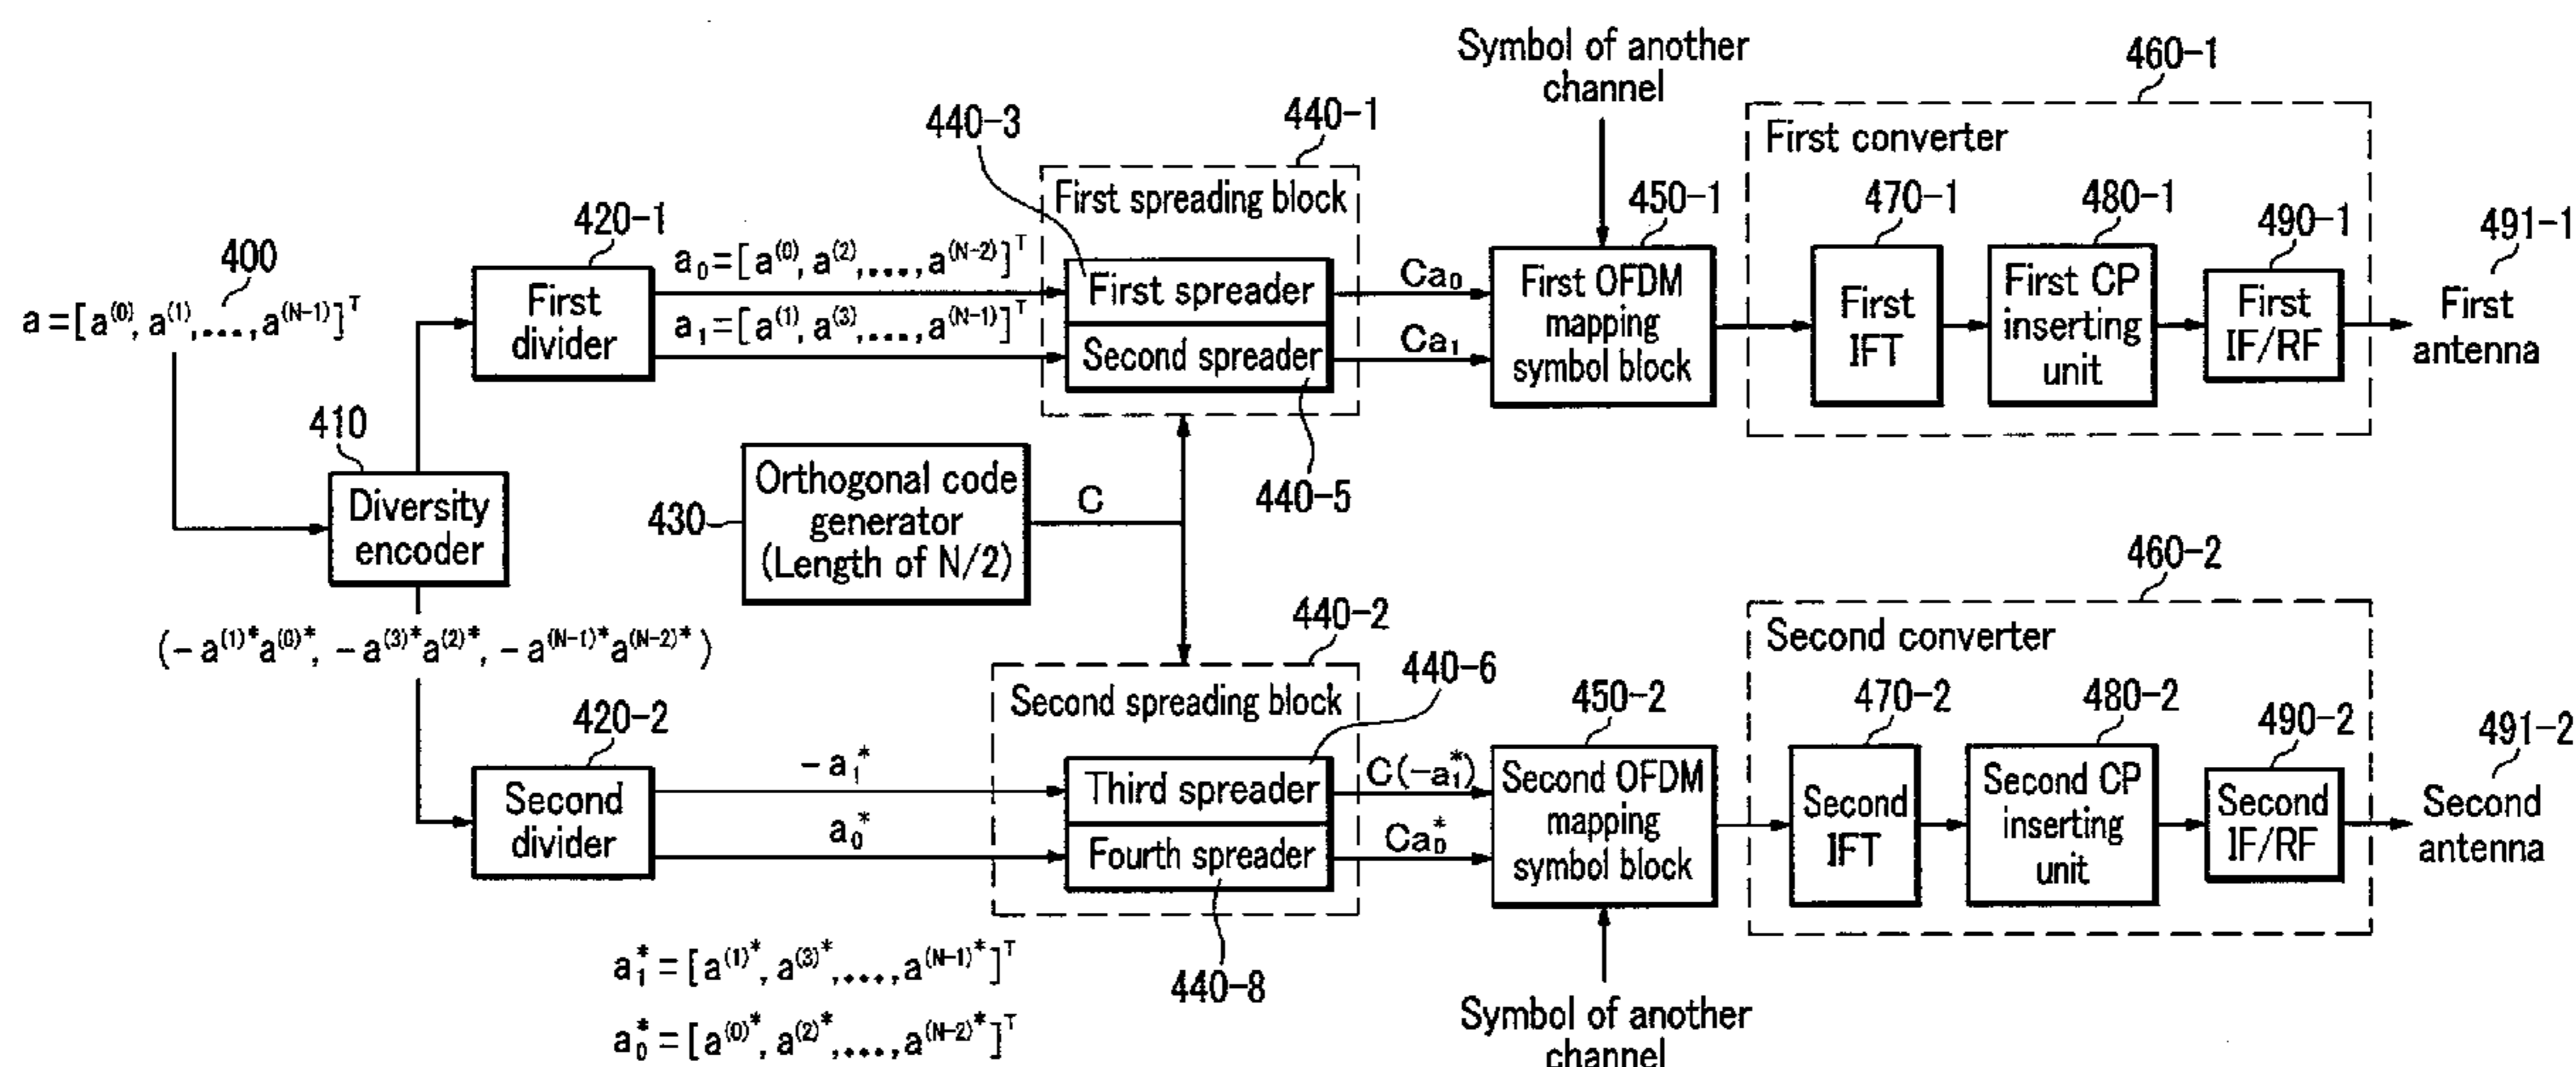 Symbol of another
channel
460-1
First converter
440-3
440-1
First spreading block
450-1
470-1
480-1
490-1
491-1
400
a=[a(0), a(1),...,a(N-1)]T
420-1
First
divider
a0=[a(0), a(2),...,a(N-2)]T
a1=[a(1), a(3),...,a(N-1)]T
First spreader
Second spreader
Ca0
Ca1
First OFDM
mapping
symbol block
First
IFT
First CP
inserting
unit
First
IF/RF
First
antenna
410
Diversity
encoder
430
Orthogonal code
generator
(Length of N/2)
C
440-5
(-a(1)*a(0)*, -a(3)*a(2)*, -a(N-1)*a(N-2)*)
460-2
Second converter
440-2
Second spreading block
440-6
450-2
470-2
480-2
490-2
491-2
420-2
Second
divider
-a1*
a0*
Third spreader
Fourth spreader
C(-a1*)
Ca0*
Second OFDM
mapping
symbol block
Second
IFT
Second CP
inserting
unit
Second
IF/RF
Second
antenna
440-8
a1*=[a(1)*, a(3)*,...,a(N-1)*]T
a0*=[a(0)*, a(2)*,...,a(N-2)*]T
Symbol of another
channel